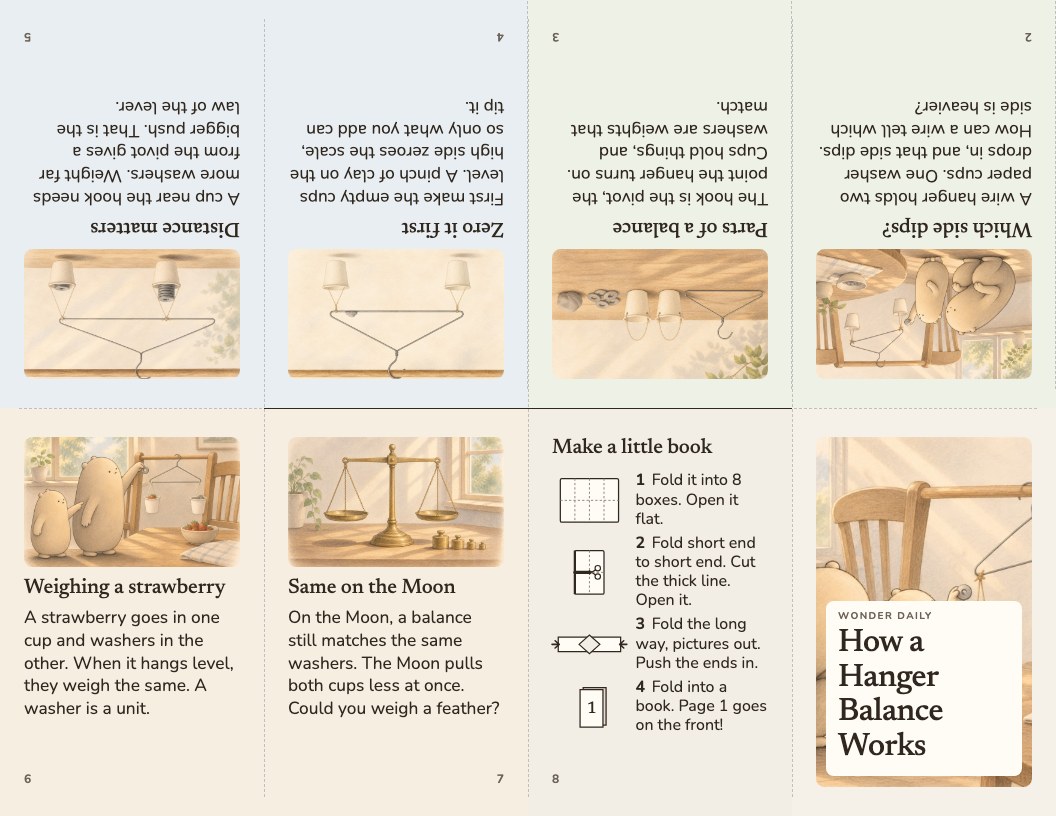 WONDER DAILY
How a
Hanger
Balance
Works
Which side dips?
A wire hanger holds two
paper cups. One washer
drops in, and that side dips.
How can a wire tell which
side is heavier?
2
Parts of a balance
The hook is the pivot, the
point the hanger turns on.
Cups hold things, and
washers are weights that
match.
3
Zero it first
First make the empty cups
level. A pinch of clay on the
high side zeroes the scale,
so only what you add can
tip it.
4
Distance matters
A cup near the hook needs
more washers. Weight far
from the pivot gives a
bigger push. That is the
law of the lever.
5
Weighing a strawberry
A strawberry goes in one
cup and washers in the
other. When it hangs level,
they weigh the same. A
washer is a unit.
6
Same on the Moon
On the Moon, a balance
still matches the same
washers. The Moon pulls
both cups less at once.
Could you weigh a feather?
7
Make a little book
1 Fold it into 8
boxes. Open it
flat.
2 Fold short end
to short end. Cut
the thick line.
Open it.
3 Fold the long
way, pictures out.
Push the ends in.
1
4 Fold into a
book. Page 1 goes
on the front!
8